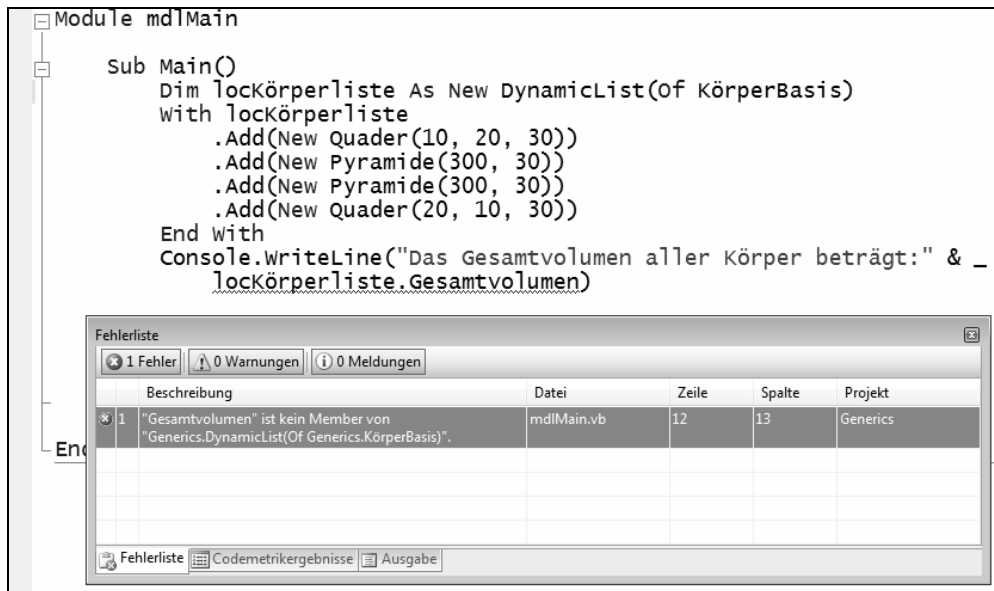 Module mdlMain
Sub Main()
Dim locKörperliste As New DynamicList(Of KörperBasis)
With locKörperliste
.Add(New Quader(10, 20, 30))
.Add(New Pyramide(300, 30))
.Add(New Pyramide(300, 30))
.Add(New Quader(20, 10, 30))
End With
Console.WriteLine("Das Gesamtvolumen aller Körper beträgt:" & _
locKörperliste.Gesamtvolumen)
Fehlerliste
1 Fehler 0 Warnungen 0 Meldungen
Beschreibung Datei Zeile Spalte Projekt
1 "Gesamtvolumen" ist kein Member von mdlMain.vb 12 13 Generics
"Generics.DynamicList(Of Generics.KörperBasis)".
End
Fehlerliste Codemetrikergebnisse Ausgabe